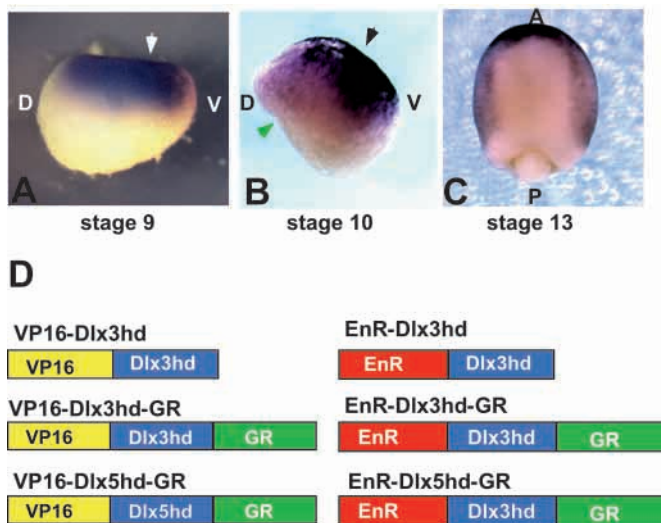 D V
A
stage 9
D V
B
stage 10
A
C
P
stage 13
D
VP16-Dlx3hd
VP16 Dlx3hd
EnR-Dlx3hd
EnR Dlx3hd
VP16-Dlx3hd-GR
VP16 Dlx3hd GR
EnR-Dlx3hd-GR
EnR Dlx3hd GR
VP16-Dlx5hd-GR
VP16 Dlx5hd GR
EnR-Dlx5hd-GR
EnR Dlx3hd GR